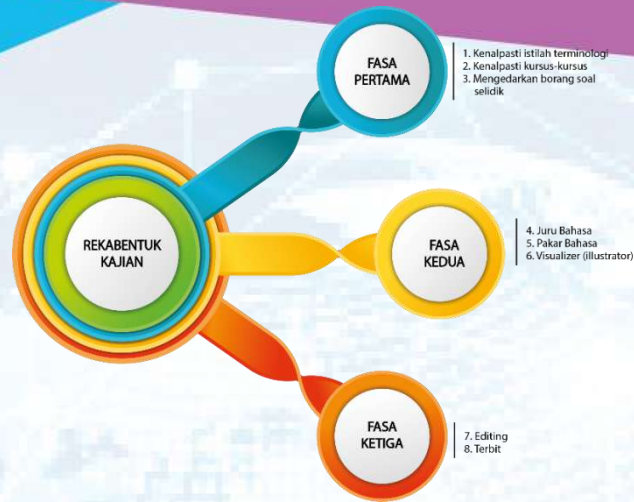 FASA
PERTAMA
1. Kenalpasti istilah terminologi
2. Kenalpasti kursus-kursus
3. Mengedarkan borang soal
selidik
REKABENTUK
KAJIAN
FASA
KEDUA
4. Juru Bahasa
5. Pakar Bahasa
6. Visualizer (illustrator)
FASA
KETIGA
7. Editing
8. Terbit